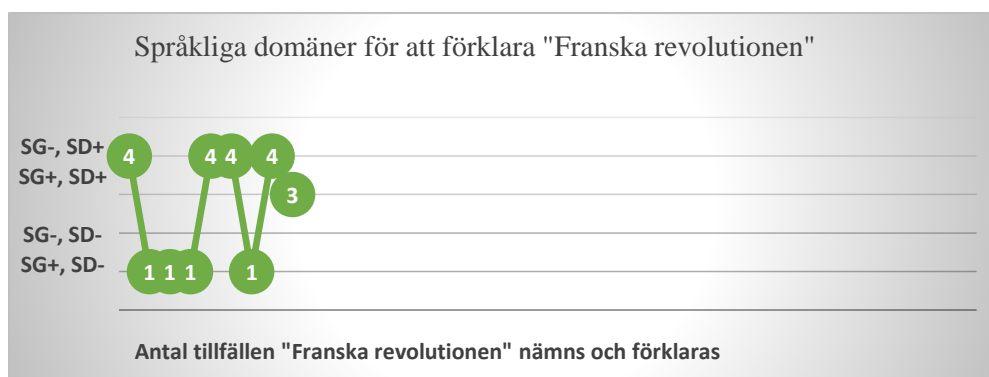 Språkliga domäner för att förklara "Franska revolutionen"
SG-, SD+
SG+, SD+
SG-, SD-
SG+, SD-
4 1 1 1 4 4 1 4 3
Antal tillfällen "Franska revolutionen" nämns och förklaras